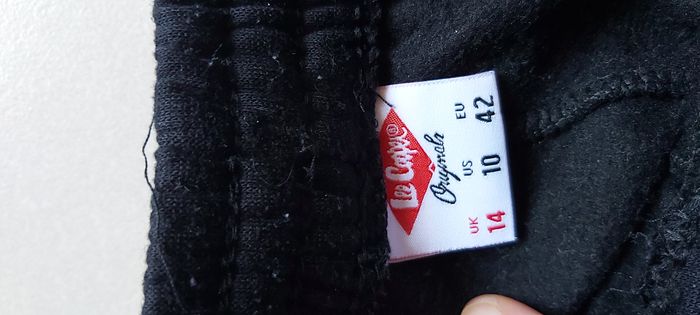 Lee Cooper®
Originals
EU
42
US
10
UK
14